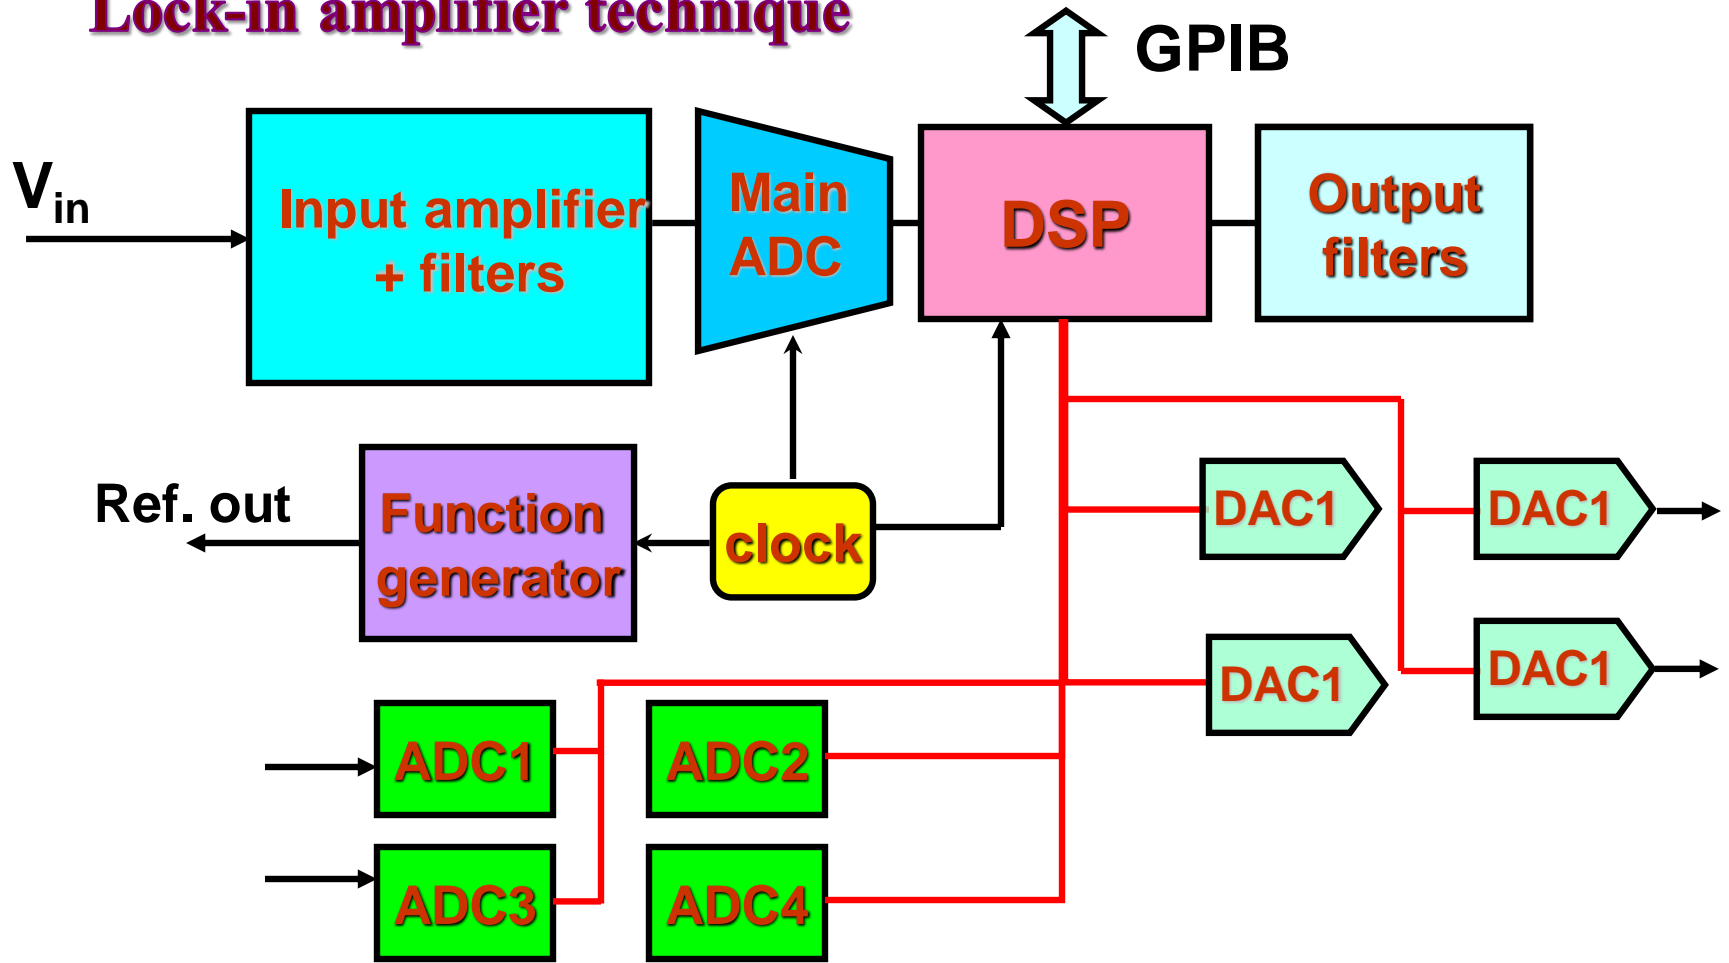 Lock-in amplifier technique
GPIB
Vin
Input amplifier
+ filters
Main
ADC
DSP
Output
filters
Ref. out
Function
generator
clock
DAC1
DAC1
DAC1
DAC1
ADC1
ADC2
ADC3
ADC4